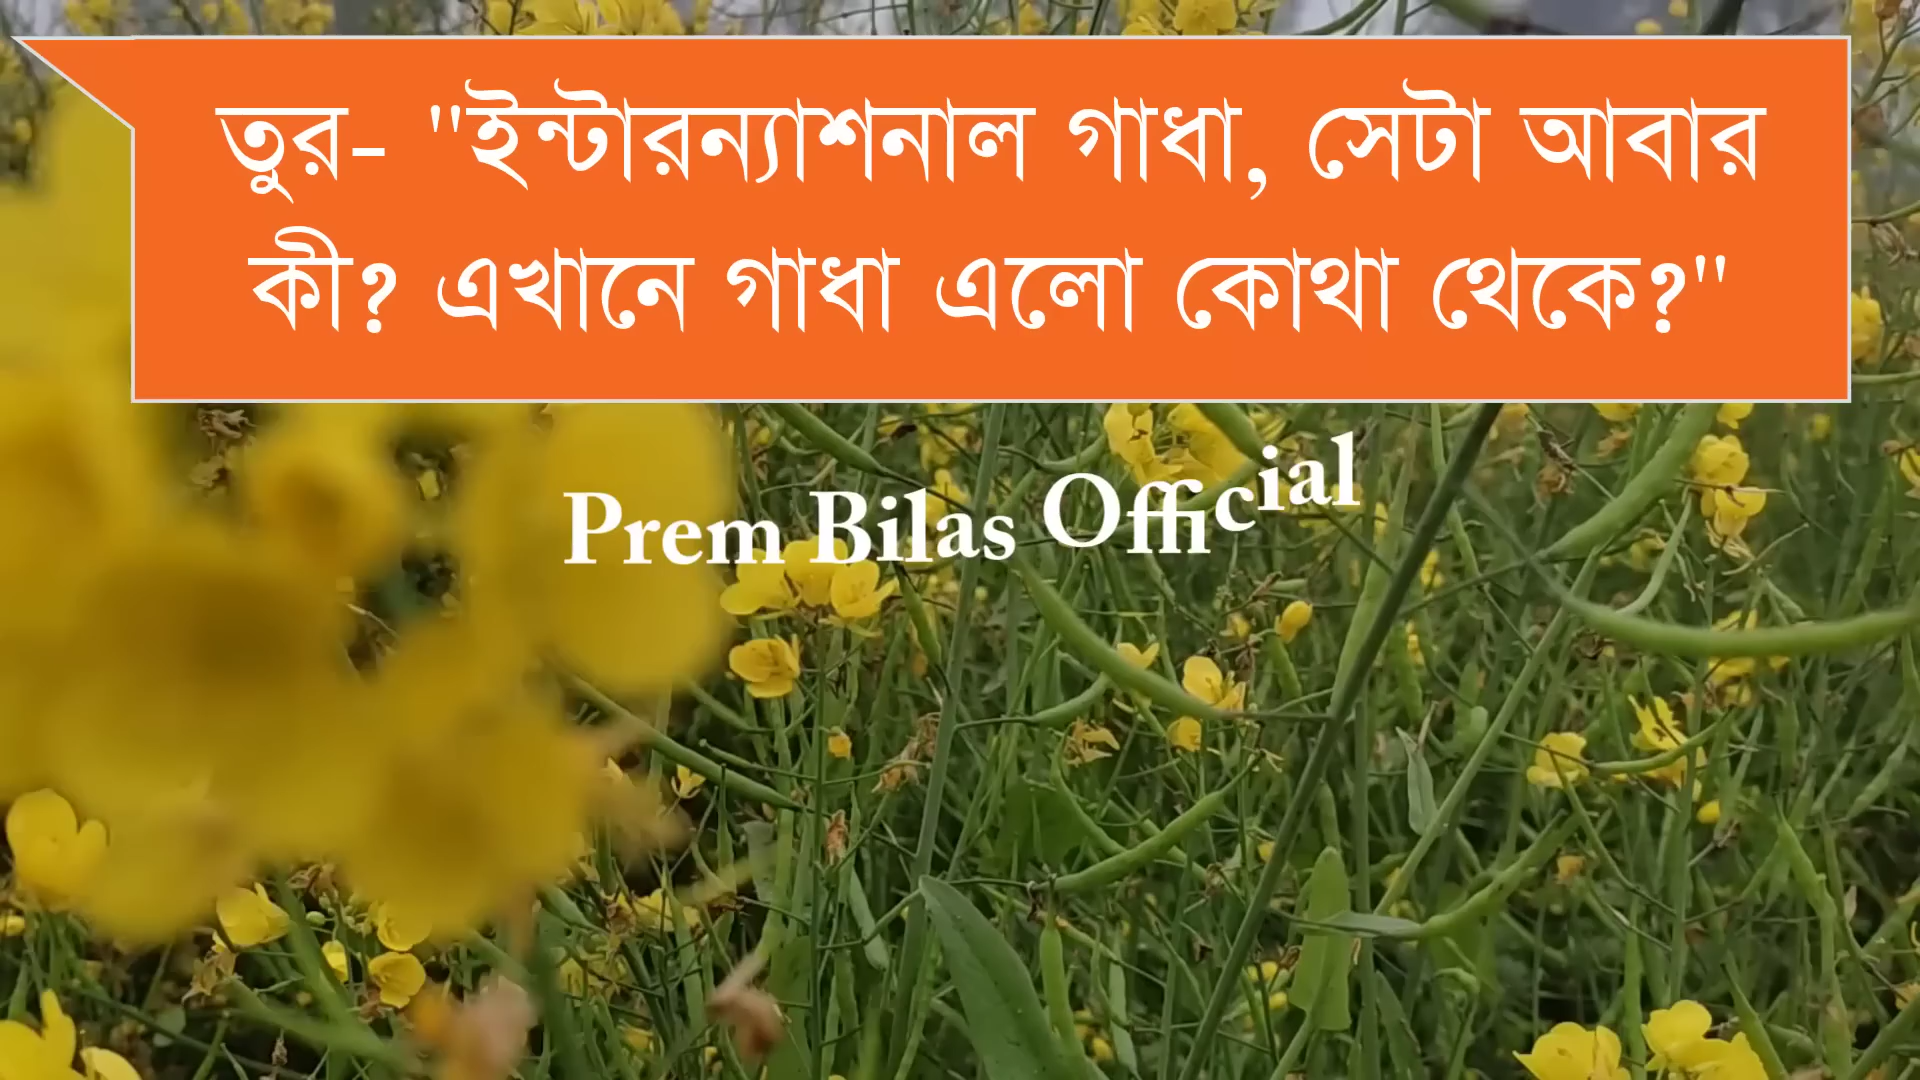 তুর- "ইন্টারন্যাশনাল গাধা, সেটা আবার
কী? এখানে গাধা এলো কোথা থেকে?"
Prem Bilas Official